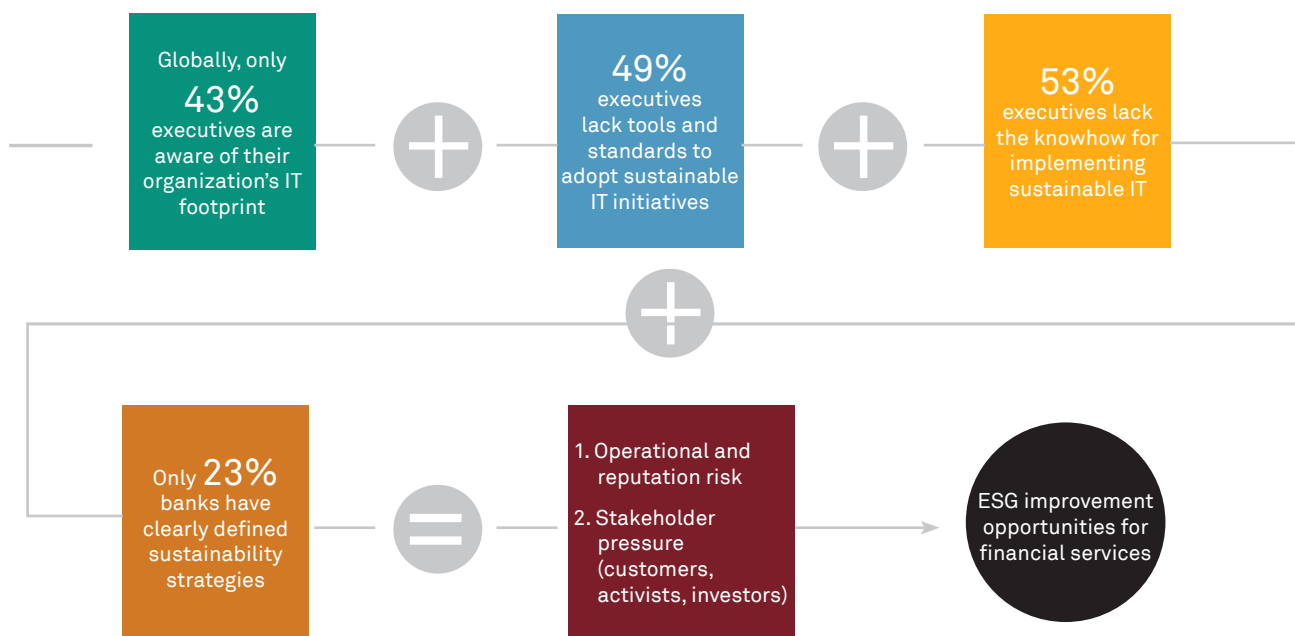 Globally, only
43%
executives are
aware of their
organization’s IT
footprint
49%
executives
lack tools and
standards to
adopt sustainable
IT initiatives
53%
executives lack
the knowhow for
implementing
sustainable IT
Only 23%
banks have
clearly defined
sustainability
strategies
1. Operational and
reputation risk
2. Stakeholder
pressure
(customers,
activists, investors)
ESG improvement
opportunities for
financial services